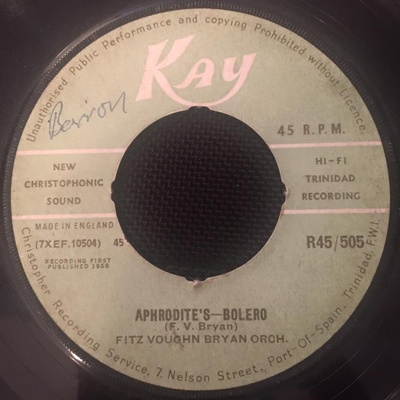 Unauthorised Public Performance and copying Prohibited without Licence.
Kay
Barron
45 R.P.M.
NEW
CHRISTOPHONIC
SOUND
HI-FI
TRINIDAD
RECORDING
MADE IN ENGLAND
(7XEF.10504) 45
R45/505
RECORDING FIRST
PUBLISHED 1958
APHRODITE'S—BOLERO
(F. V. Bryan)
FITZ VOUGHN BRYAN ORCH.
Christopher Recording Service, 7, Nelson Street, Port-Of-Spain, Trinidad, F.W.I.